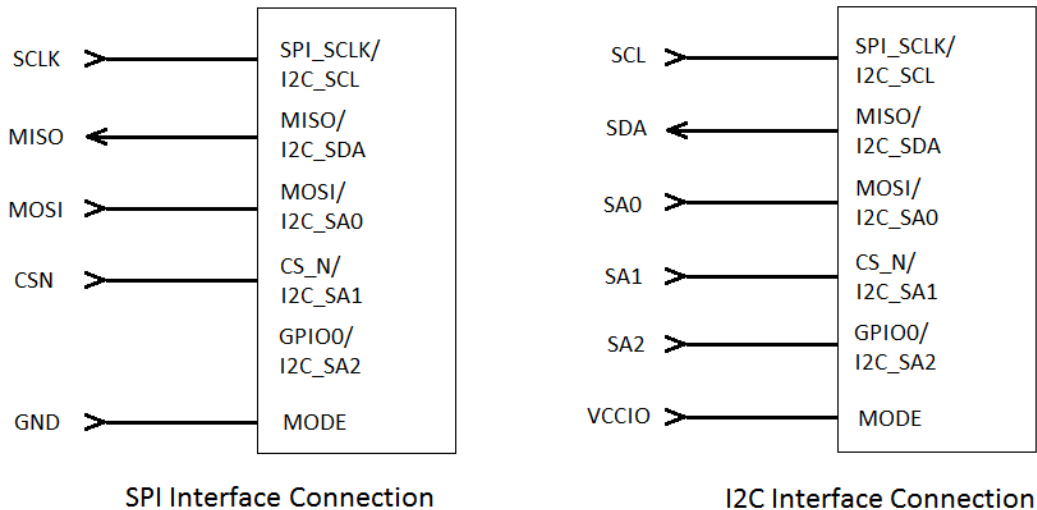 SCLK
SPI_SCLK/
I2C_SCL
MISO
MISO/
I2C_SDA
MOSI
MOSI/
I2C_SA0
CSN
CS_N/
I2C_SA1
GPIO0/
I2C_SA2
GND
MODE
SPI Interface Connection
SCL
SPI_SCLK/
I2C_SCL
SDA
MISO/
I2C_SDA
SA0
MOSI/
I2C_SA0
SA1
CS_N/
I2C_SA1
SA2
GPIO0/
I2C_SA2
VCCIO
MODE
I2C Interface Connection